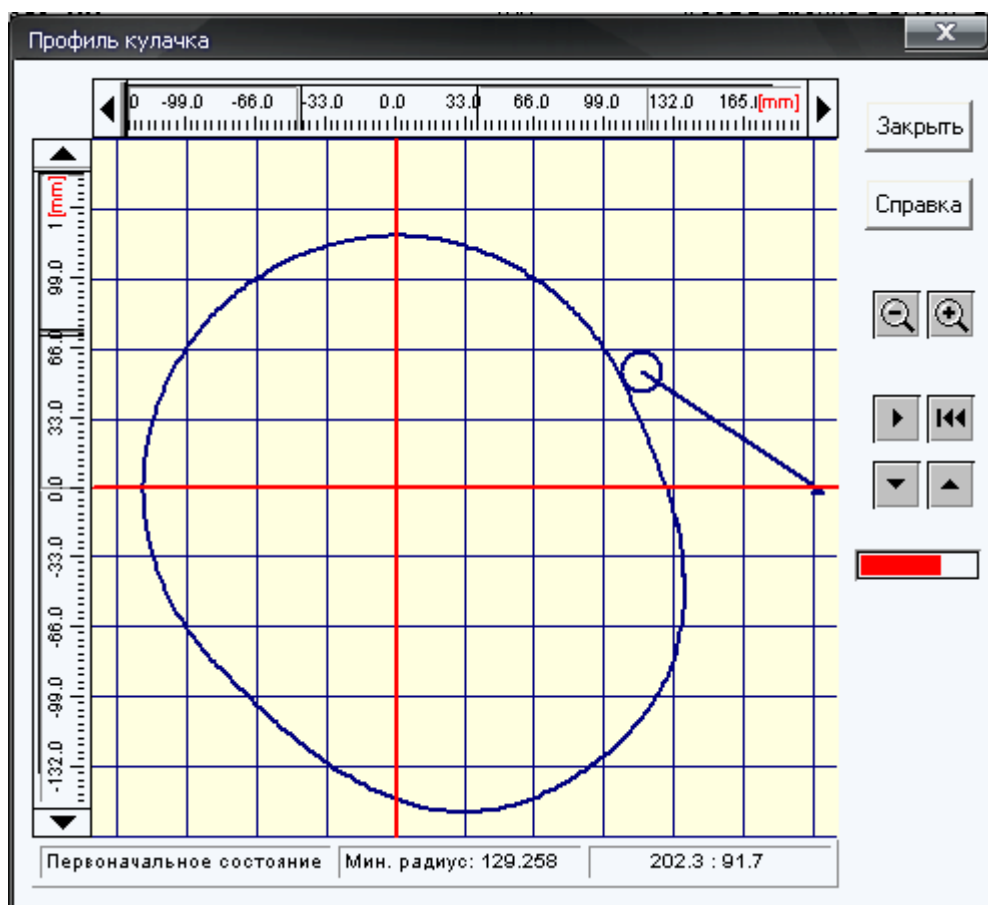 Профиль кулачка
x
0 -99.0 -66.0 -33.0 0.0 33.0 66.0 99.0 132.0 165.[mm]
Закрыть
Справка
1 [mm]
99.0
66.0
33.0
0.0
-33.0
-66.0
-99.0
-132.0
Первоначальное состояние
Мин. радиус: 129.258
202.3 : 91.7